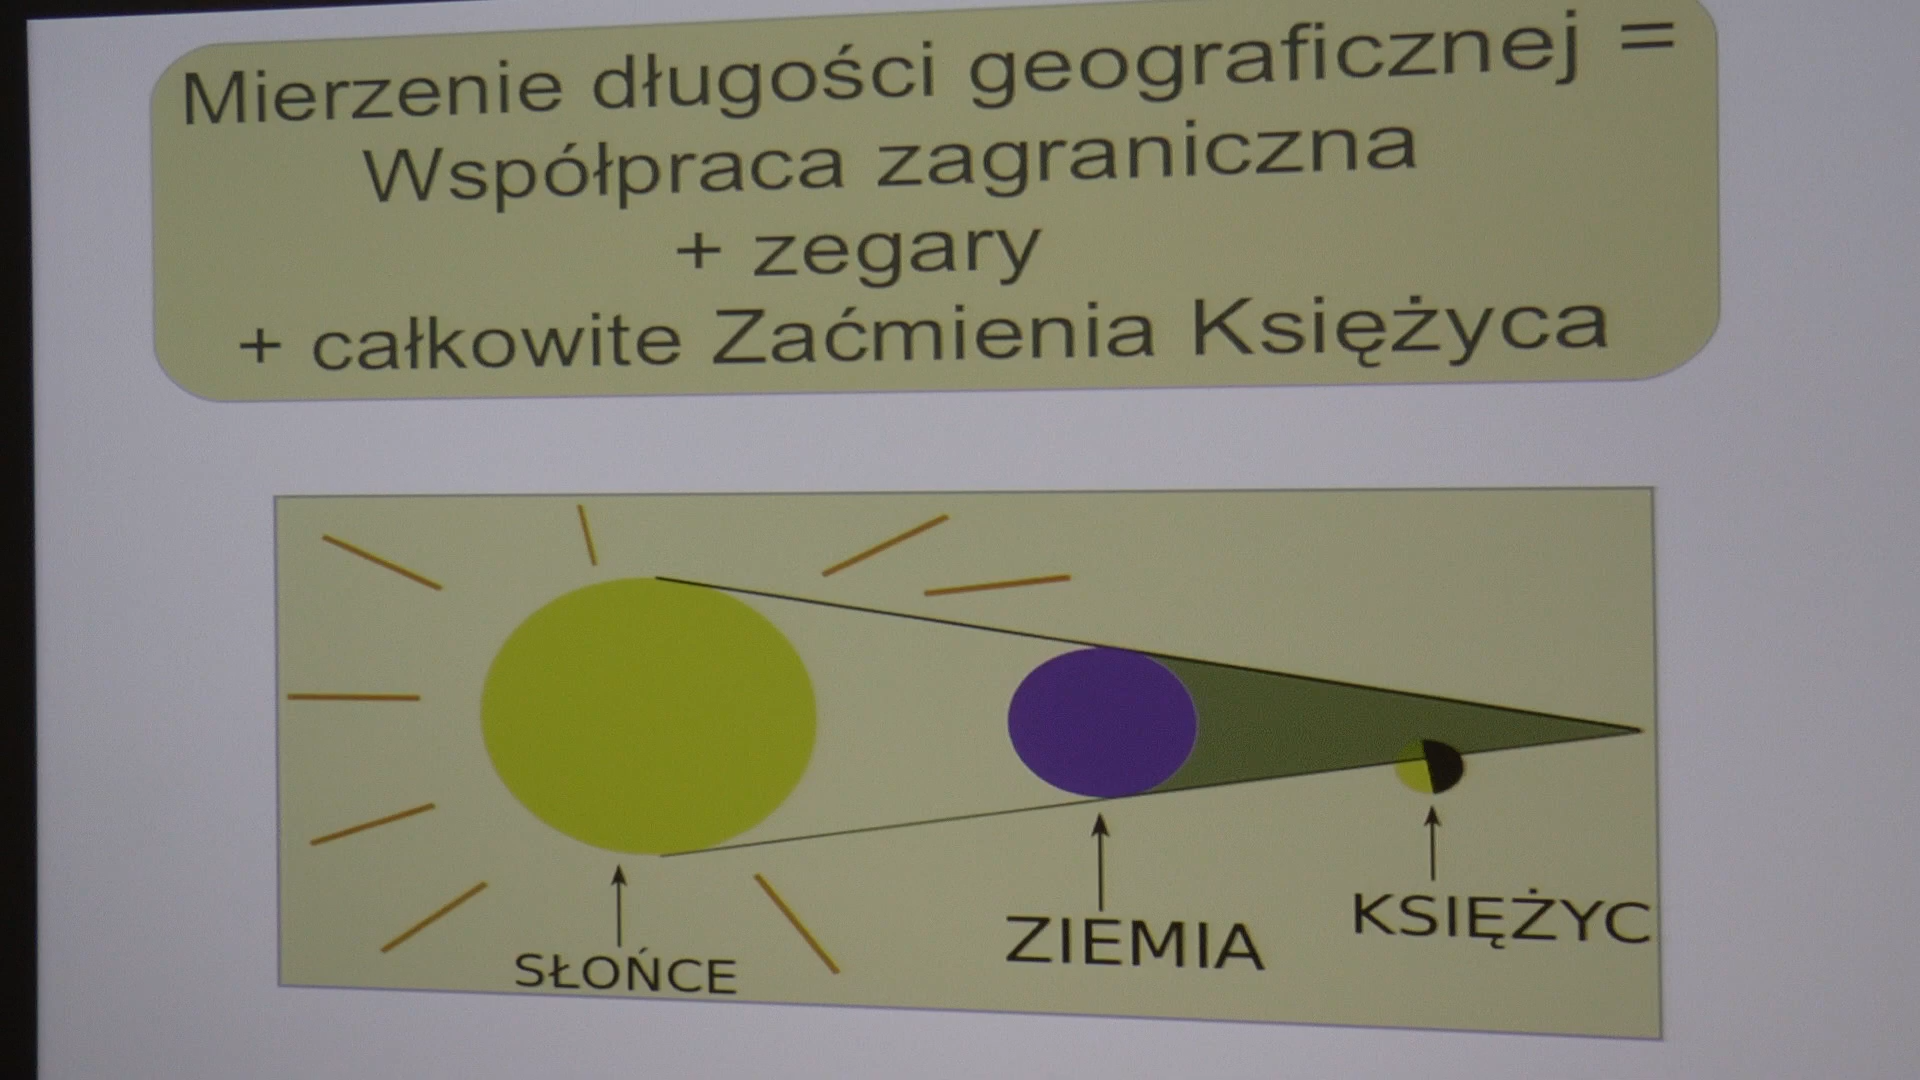 Mierzenie długości geograficznej =
Współpraca zagraniczna
+ zegary
+ całkowite Zaćmienia Księżyca
SŁOŃCE
ZIEMIA
KSIĘŻYC